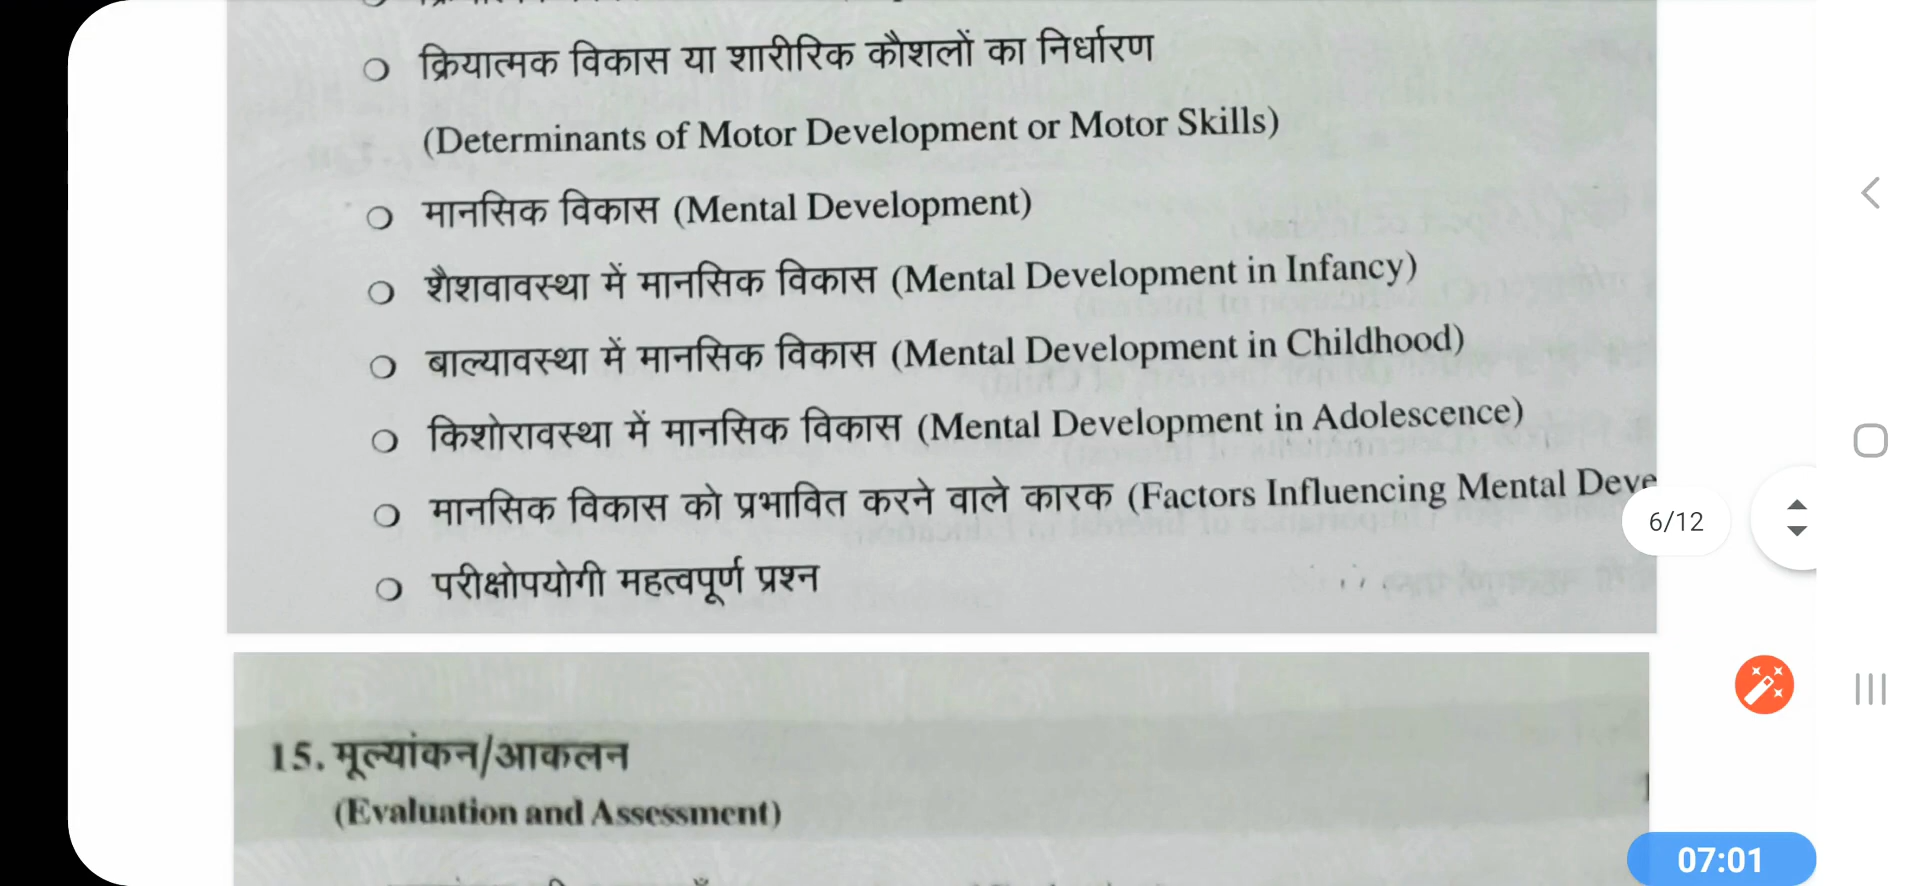 ○ क्रियात्मक विकास या शारीरिक कौशलों का निर्धारण
(Determinants of Motor Development or Motor Skills)
○ मानसिक विकास (Mental Development)
○ शैशवावस्था में मानसिक विकास (Mental Development in Infancy)
○ बाल्यावस्था में मानसिक विकास (Mental Development in Childhood)
○ किशोरावस्था में मानसिक विकास (Mental Development in Adolescence)
○ मानसिक विकास को प्रभावित करने वाले कारक (Factors Influencing Mental Deve
6/12
○ परीक्षोपयोगी महत्वपूर्ण प्रश्न
15. मूल्यांकन/आकलन
(Evaluation and Assessment)
07:01